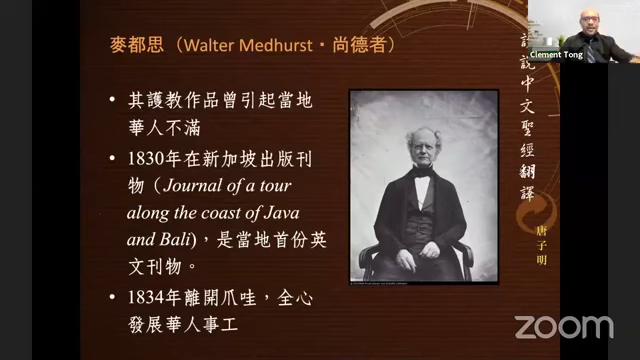 麥都思（Walter Medhurst·尚德者）
• 其護教作品曾引起當地
華人不滿
• 1830年在新加坡出版刊
物（Journal of a tour
along the coast of Java
and Bali)，是當地首份英
文刊物。
• 1834年離開爪哇，全心
發展華人事工
說中文聖經翻譯
唐子明
Clement Tong
zoom